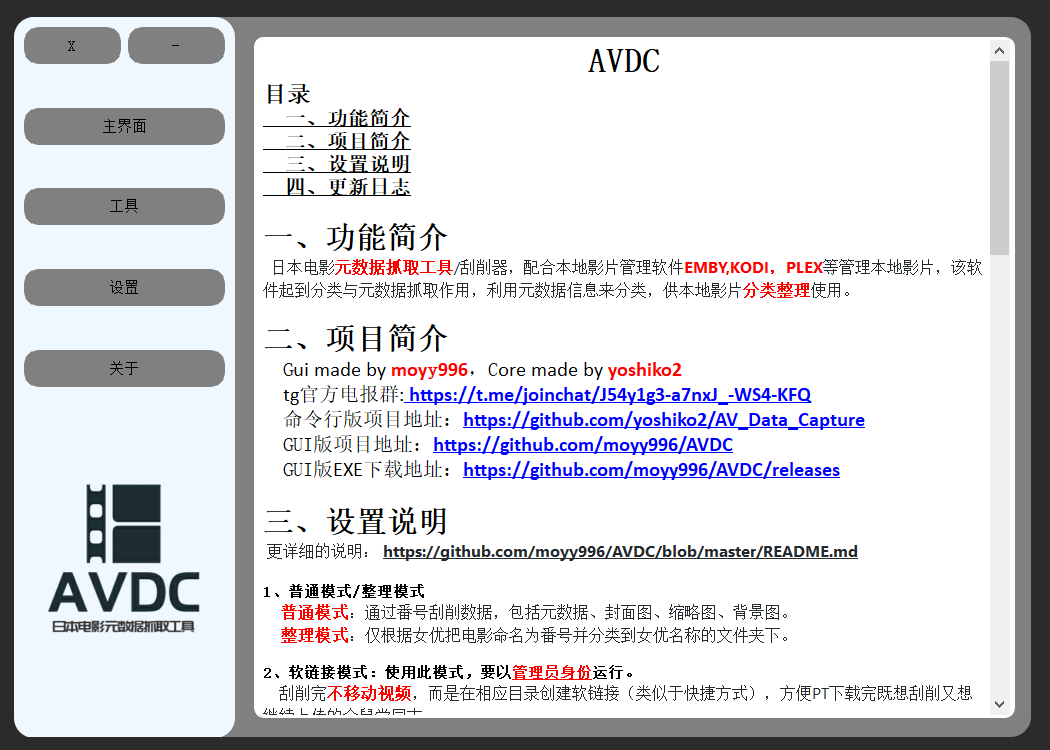 X
-
主界面
工具
设置
关于
AVDC
日本电影元数据抓取工具
AVDC
目录
一、功能简介
二、项目简介
三、设置说明
四、更新日志
一、功能简介
日本电影元数据抓取工具/刮削器，配合本地影片管理软件EMBY,KODI，PLEX等管理本地影片，该软
件起到分类与元数据抓取作用，利用元数据信息来分类，供本地影片分类整理使用。
二、项目简介
Gui made by moyy996，Core made by yoshiko2
tg官方电报群: https://t.me/joinchat/J54y1g3-a7nxJ_-WS4-KFQ
命令行版项目地址：https://github.com/yoshiko2/AV_Data_Capture
GUI版项目地址：https://github.com/moyy996/AVDC
GUI版EXE下载地址：https://github.com/moyy996/AVDC/releases
三、设置说明
更详细的说明：https://github.com/moyy996/AVDC/blob/master/README.md
1、普通模式/整理模式
普通模式：通过番号刮削数据，包括元数据、封面图、缩略图、背景图。
整理模式：仅根据女优把电影命名为番号并分类到女优名称的文件夹下。
2、软链接模式：使用此模式，要以管理员身份运行。
刮削完不移动视频，而是在相应目录创建软链接（类似于快捷方式），方便PT下载完既想刮削又想